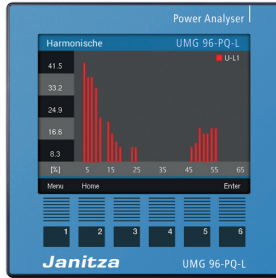 Power Analyser
Harmonische UMG 96-PQ-L
U-L1
41.5
33.2
24.9
16.6
8.3
[%] 5 15 25 35 45 55 65
Menu Home Enter
1 2 3 4 5 6
Janitza UMG 96-PQ-L